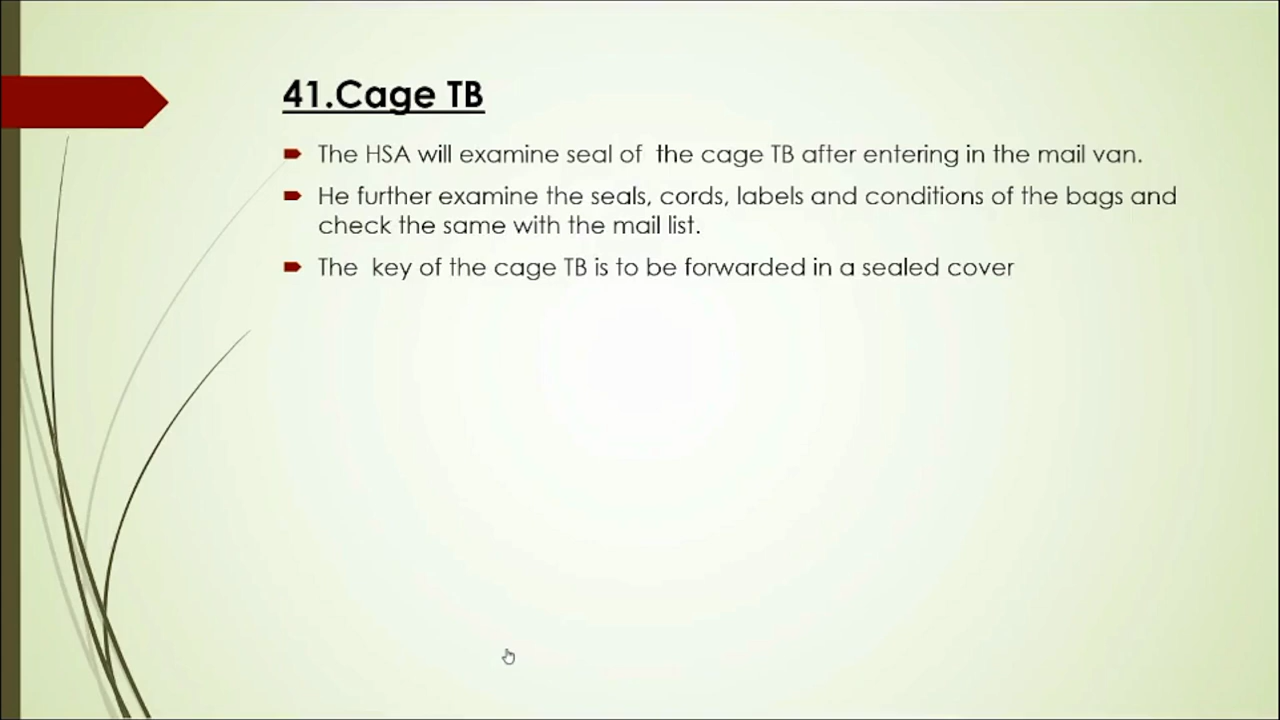 41.Cage TB
The HSA will examine seal of the cage TB after entering in the mail van.
He further examine the seals, cords, labels and conditions of the bags and
check the same with the mail list.
The key of the cage TB is to be forwarded in a sealed cover